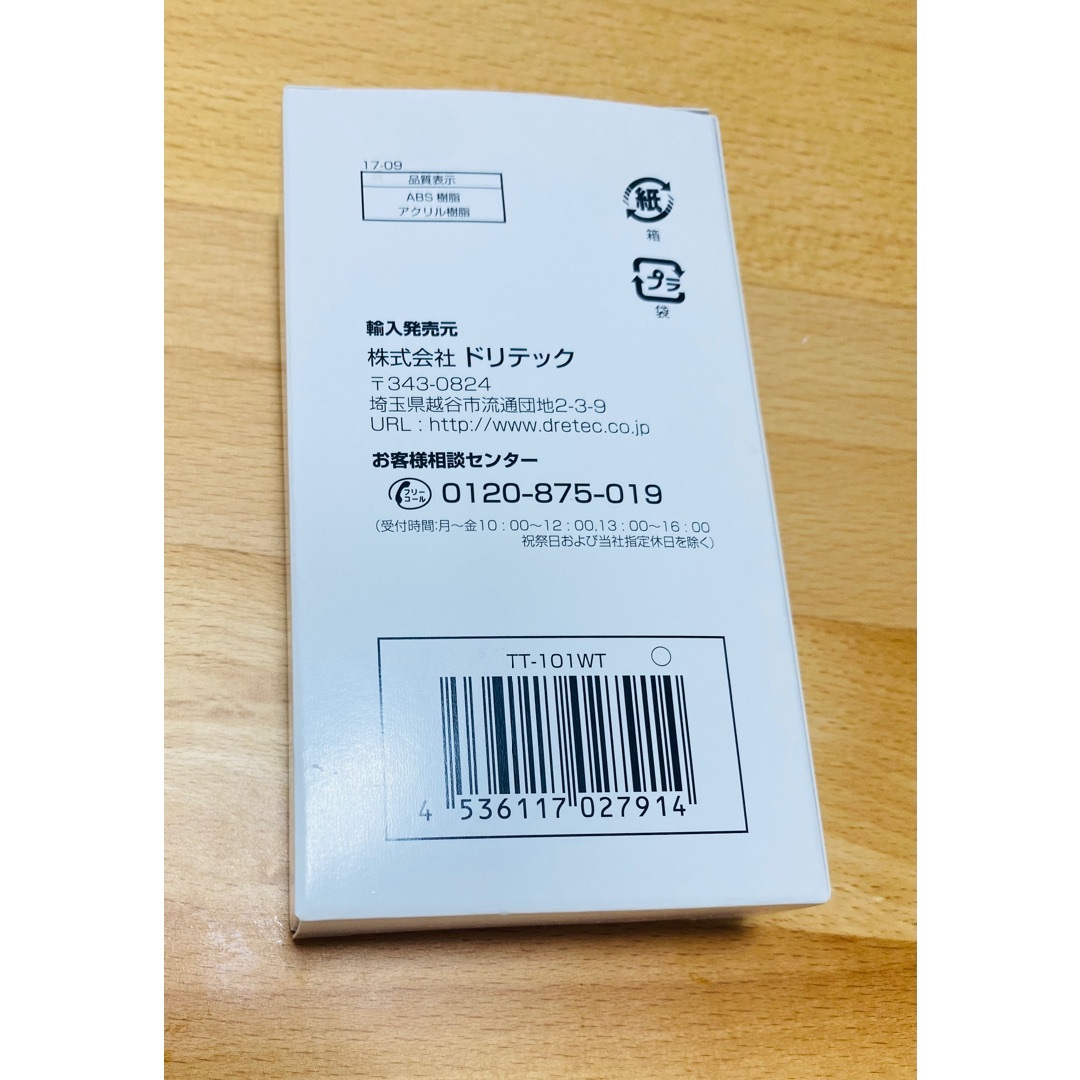 17-09
品質表示
ABS 樹脂
アクリル樹脂
紙
箱
プラ
袋
輸入発売元
株式会社 ドリテック
〒343-0824
埼玉県越谷市流通団地2-3-9
URL : http://www.dretec.co.jp
お客様相談センター
フリーコール 0120-875-019
(受付時間:月〜金10 : 00〜12 : 00,13 : 00〜16 : 00
祝祭日および当社指定休日を除く)
TT-101WT ○
4 536117 027914